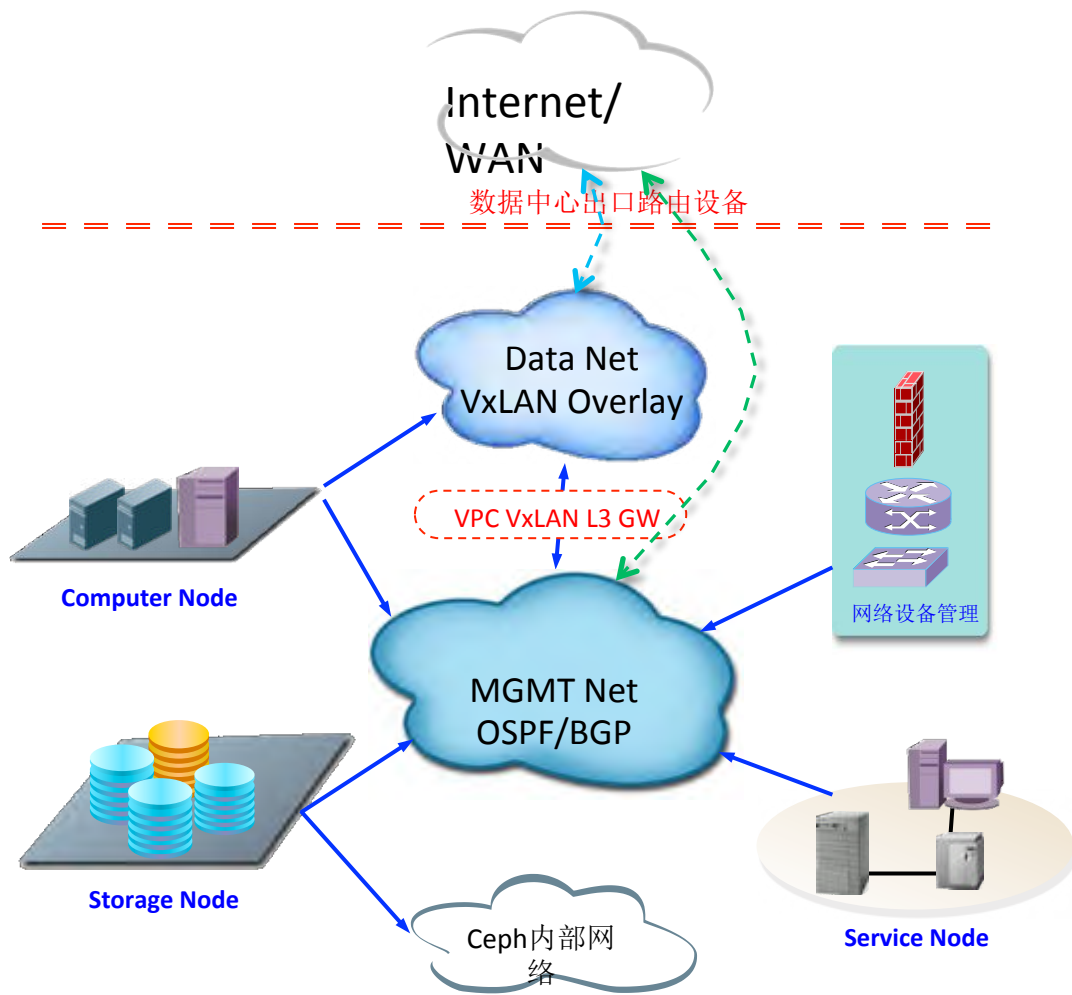 Internet/
WAN
数据中心出口路由设备
Data Net
VxLAN Overlay
VPC VxLAN L3 GW
Computer Node
网络设备管理
MGMT Net
OSPF/BGP
Storage Node
Ceph内部网
络
Service Node